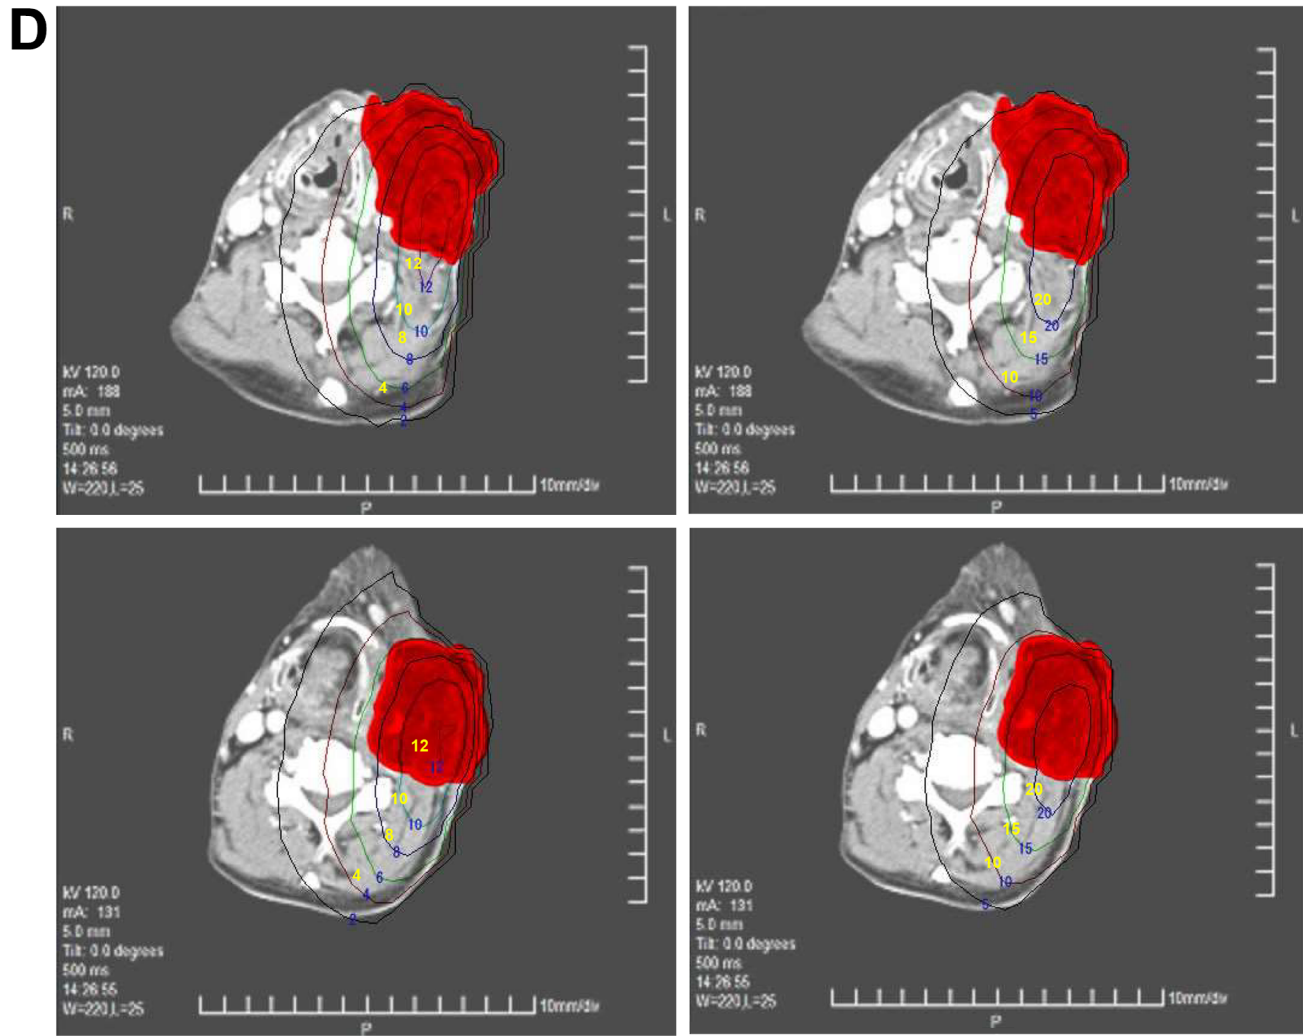 D
R
L
12
12
10
10
8
8
4
6
4
2
kV 120.0
mA: 188
5.0 mm
Tilt: 0.0 degrees
500 ms
14:26:56
W=220,L=25
10mm/div
P
R
L
20
20
15
15
10
10
5
kV 120.0
mA: 188
5.0 mm
Tilt: 0.0 degrees
500 ms
14:26:56
W=220,L=25
10mm/div
P
R
L
12
12
10
10
8
8
4
6
4
2
kV 120.0
mA: 131
5.0 mm
Tilt: 0.0 degrees
500 ms
14:26:55
W=220,L=25
10mm/div
P
R
L
20
20
15
15
10
10
5
kV 120.0
mA: 131
5.0 mm
Tilt: 0.0 degrees
500 ms
14:26:55
W=220,L=25
10mm/div
P